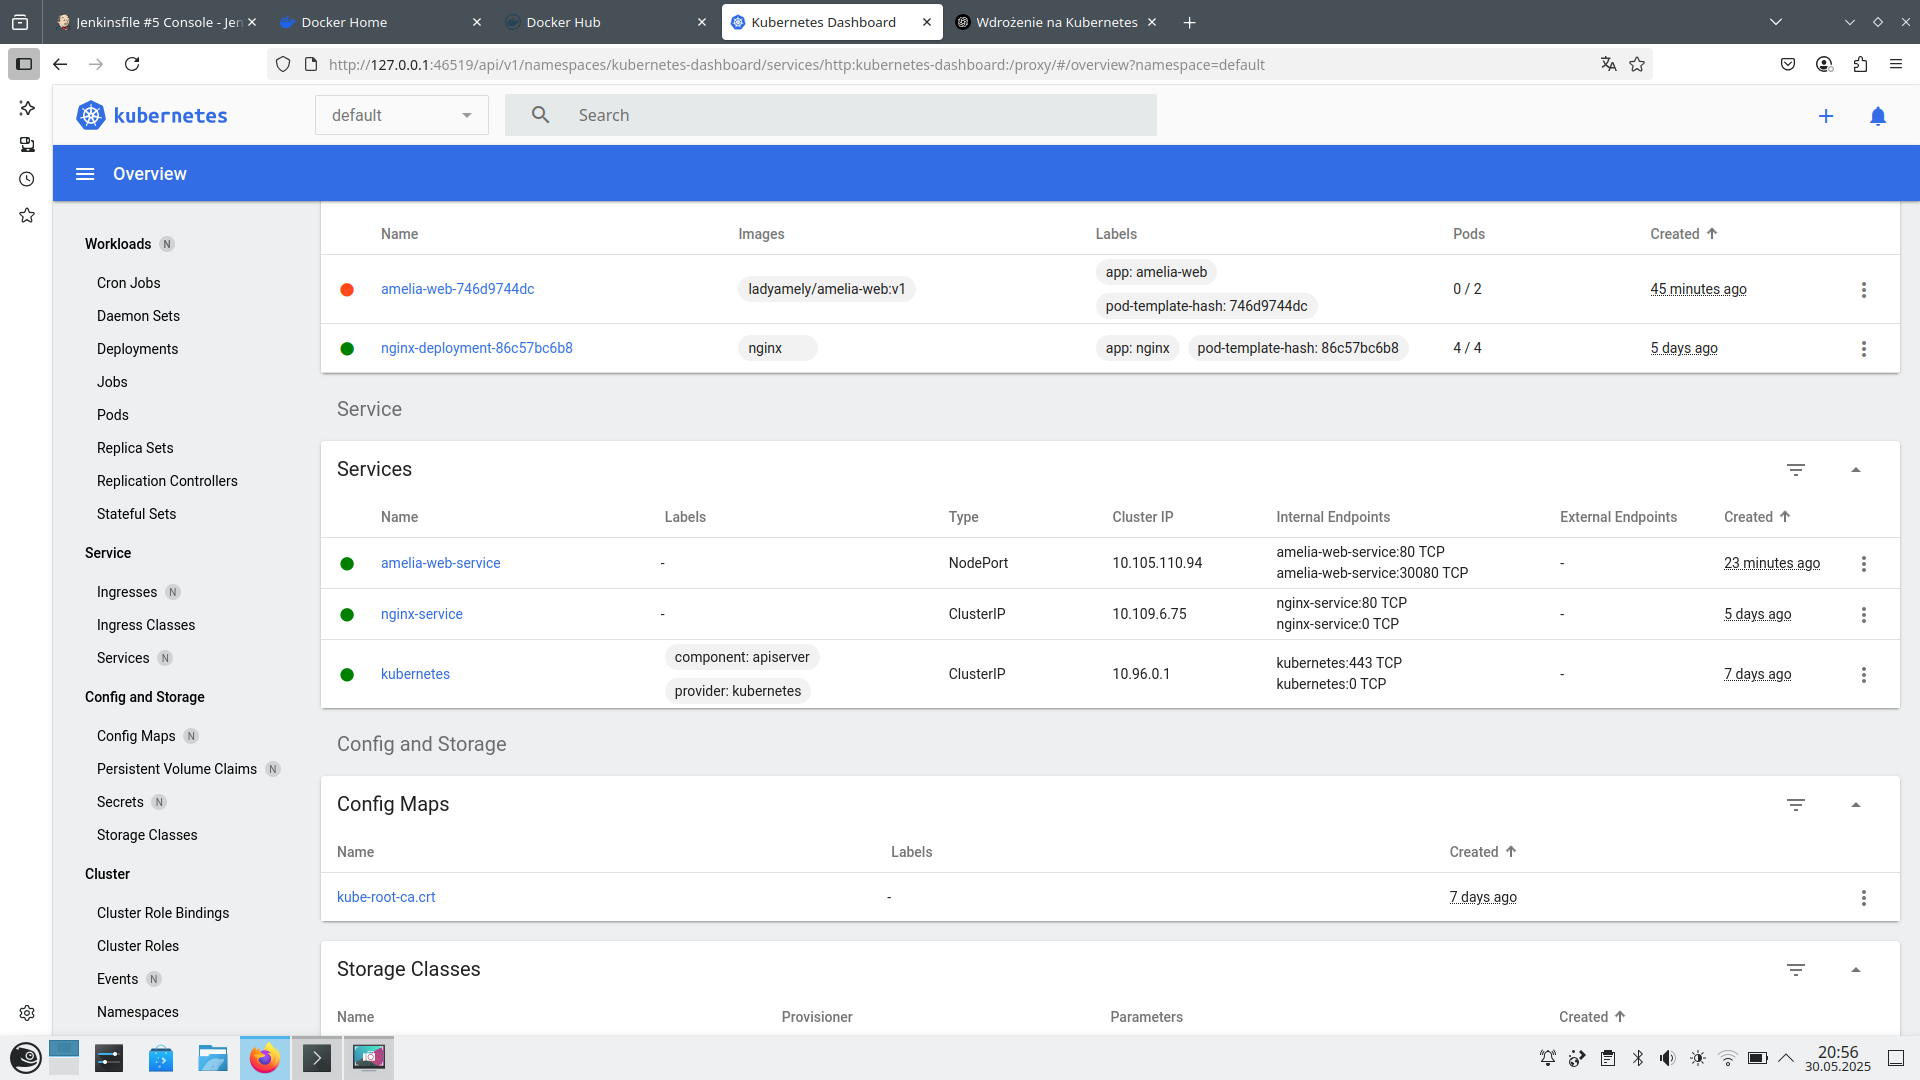 Jenkinsfile #5 Console - Jen
Docker Home
Docker Hub
Kubernetes Dashboard
Wdrożenie na Kubernetes
http://127.0.0.1:46519/api/v1/namespaces/kubernetes-dashboard/services/http:kubernetes-dashboard:/proxy/#/overview?namespace=default
kubernetes
default
Search
Overview
Workloads N
Cron Jobs
Daemon Sets
Deployments
Jobs
Pods
Replica Sets
Replication Controllers
Stateful Sets
Service
Ingresses N
Ingress Classes
Services N
Config and Storage
Config Maps N
Persistent Volume Claims N
Secrets N
Storage Classes
Cluster
Cluster Role Bindings
Cluster Roles
Events N
Namespaces
Name Images Labels Pods Created
amelia-web-746d9744dc ladyamely/amelia-web:v1 app: amelia-web 0 / 2 45 minutes ago
pod-template-hash: 746d9744dc
nginx-deployment-86c57bc6b8 nginx app: nginx pod-template-hash: 86c57bc6b8 4 / 4 5 days ago
Service
Services
Name Labels Type Cluster IP Internal Endpoints External Endpoints Created
amelia-web-service - NodePort 10.105.110.94 amelia-web-service:80 TCP - 23 minutes ago
amelia-web-service:30080 TCP
nginx-service - ClusterIP 10.109.6.75 nginx-service:80 TCP - 5 days ago
nginx-service:0 TCP
kubernetes component: apiserver ClusterIP 10.96.0.1 kubernetes:443 TCP - 7 days ago
provider: kubernetes kubernetes:0 TCP
Config and Storage
Config Maps
Name Labels Created
kube-root-ca.crt - 7 days ago
Storage Classes
Name Provisioner Parameters Created
20:56
30.05.2025